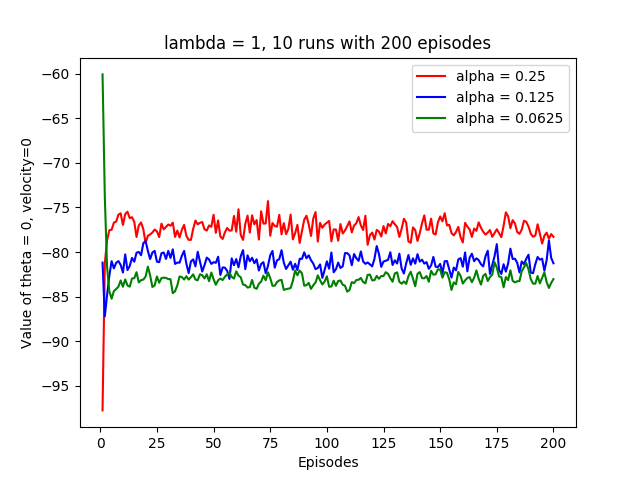 lambda = 1, 10 runs with 200 episodes
alpha = 0.25
alpha = 0.125
alpha = 0.0625
Value of theta = 0, velocity=0
−60
−65
−70
−75
−80
−85
−90
−95
0 25 50 75 100 125 150 175 200
Episodes